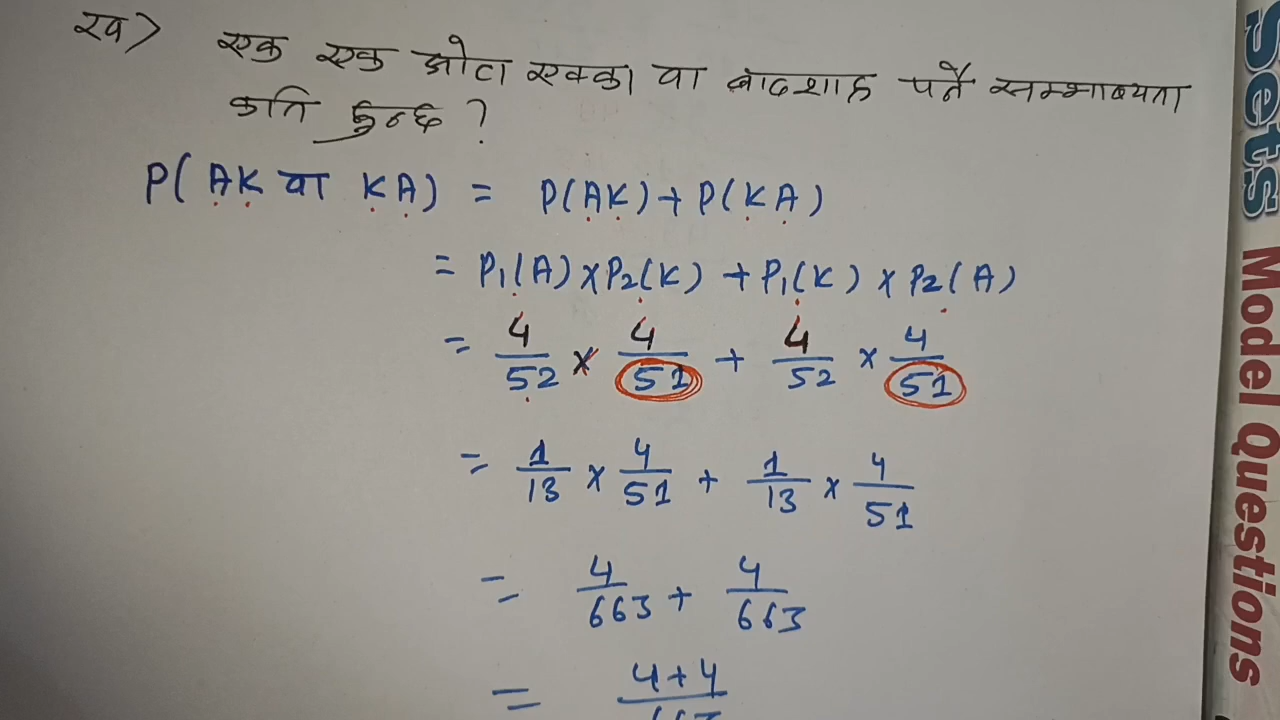 ख> एक एक ओटा एक्का वा बादशाह पर्ने सम्भाव्यता
कति हुन्छ ?
P( AK वा KA) = P(AK) + P(KA)
= P1(A) × P2(K) + P1(K) × P2(A)
= 4/52 × 4/51 + 4/52 × 4/51
= 1/13 × 4/51 + 1/13 × 4/51
= 4/663 + 4/663
= 4+4/663
Sets Model Questions